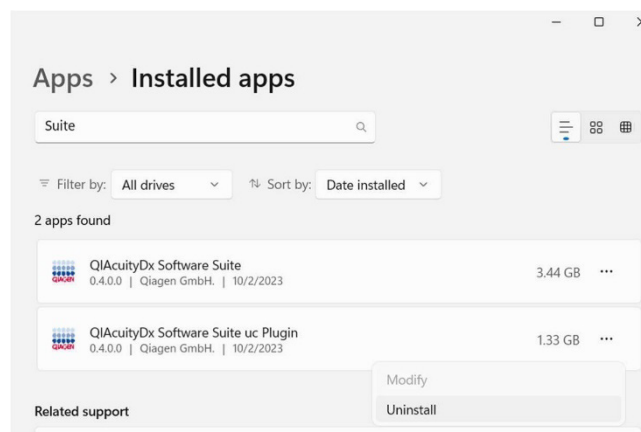 Apps > Installed apps
Suite
Filter by: All drives Sort by: Date installed
2 apps found
QIAcuityDx Software Suite
0.4.0.0 | Qiagen GmbH. | 10/2/2023
3.44 GB
QIAGEN
QIAcuityDx Software Suite uc Plugin
0.4.0.0 | Qiagen GmbH. | 10/2/2023
1.33 GB
QIAGEN
Modify
Uninstall
Related support